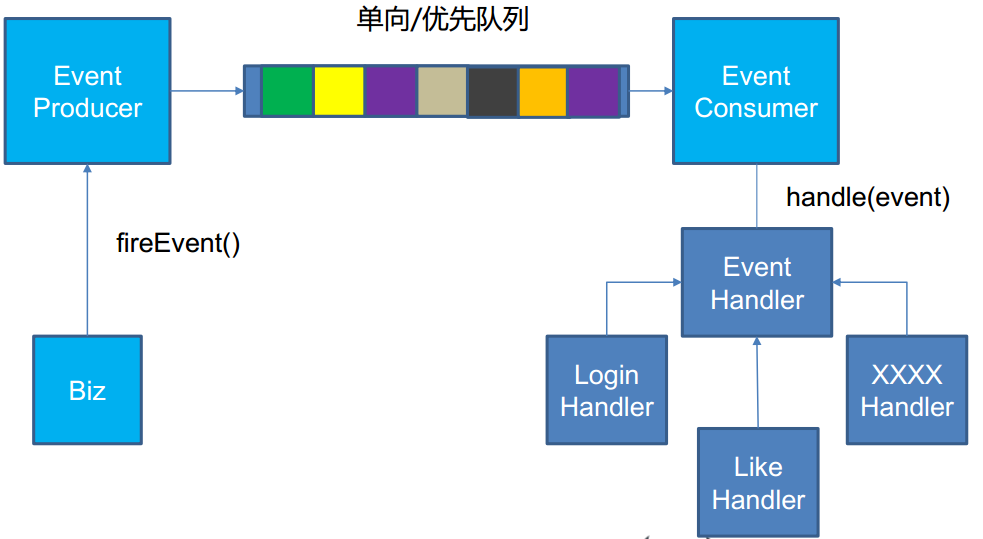 单向/优先队列
Event
Producer
Event
Consumer
handle(event)
fireEvent()
Event
Handler
Biz
Login
Handler
XXXX
Handler
Like
Handler